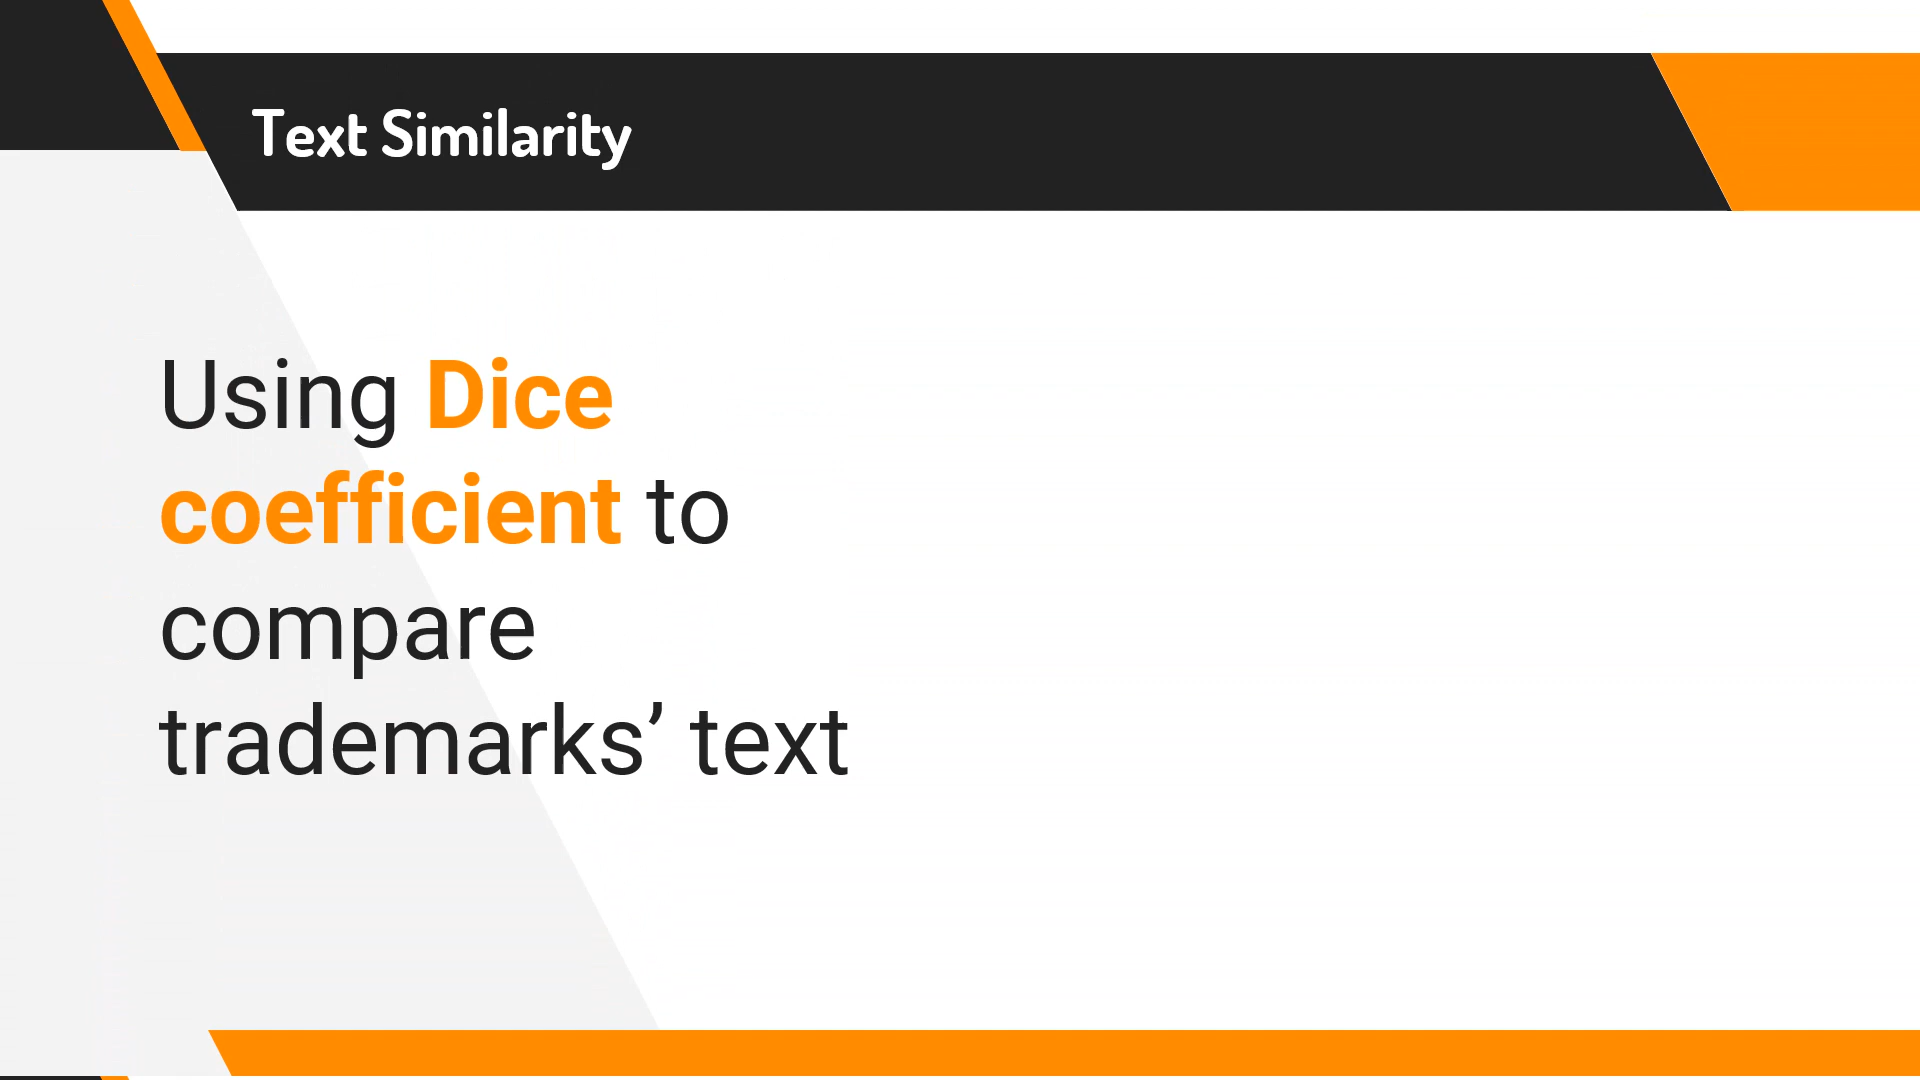 Text Similarity
Using Dice
coefficient to
compare
trademarks’ text